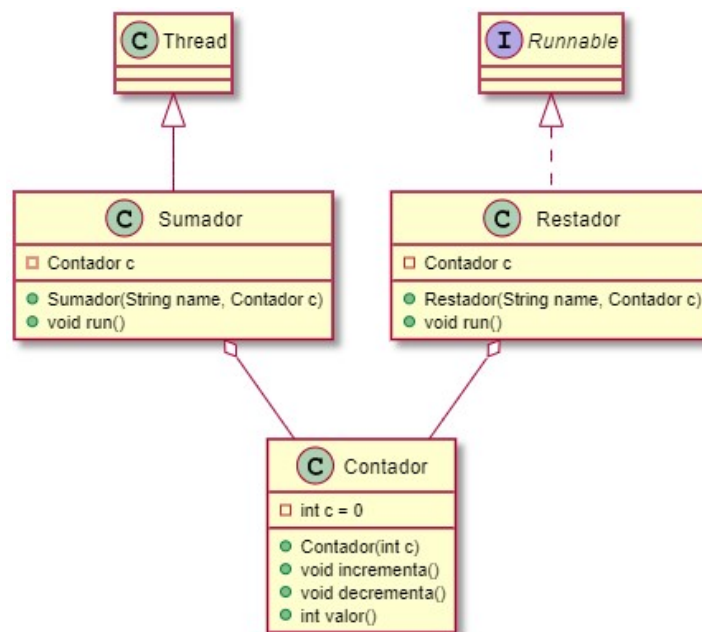 C Thread
I Runnable
C Sumador
Contador c
Sumador(String name, Contador c)
void run()
C Restador
Contador c
Restador(String name, Contador c)
void run()
C Contador
int c = 0
Contador(int c)
void incrementa()
void decrementa()
int valor()